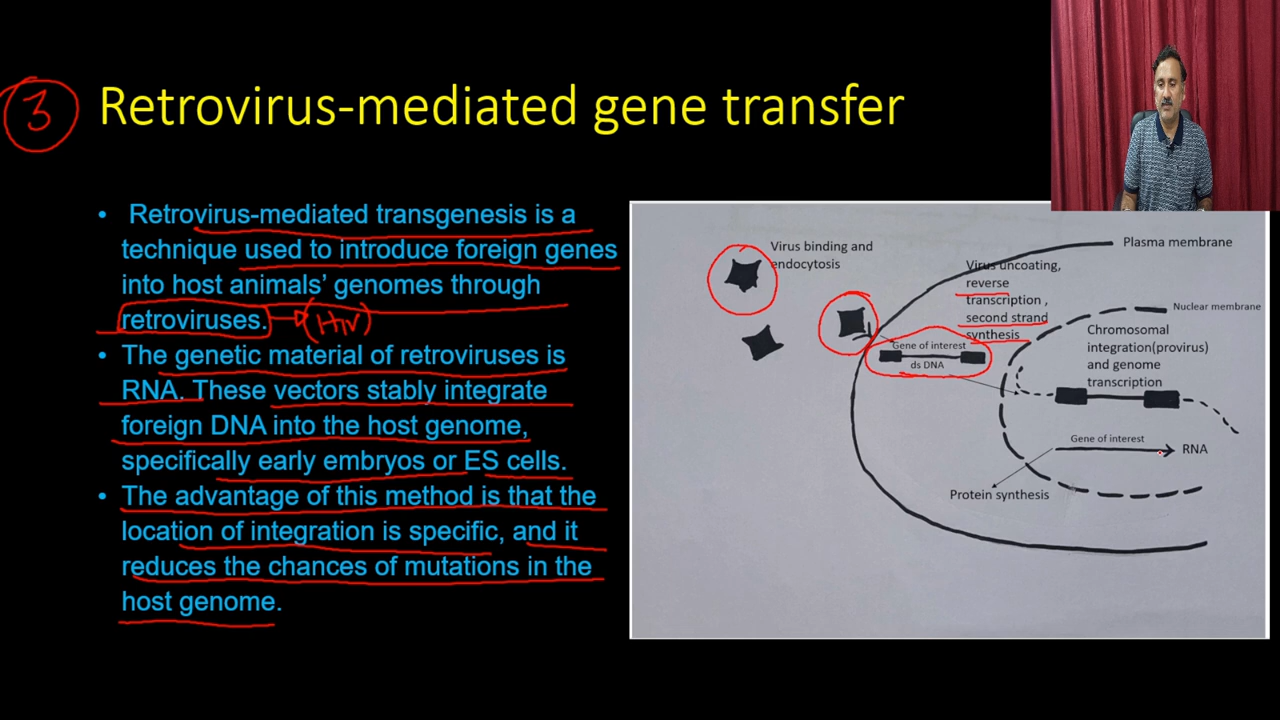 3
Retrovirus-mediated gene transfer
• Retrovirus-mediated transgenesis is a
technique used to introduce foreign genes
into host animals’ genomes through
retroviruses. → (HIV)
• The genetic material of retroviruses is
RNA. These vectors stably integrate
foreign DNA into the host genome,
specifically early embryos or ES cells.
• The advantage of this method is that the
location of integration is specific, and it
reduces the chances of mutations in the
host genome.
Virus binding and
endocytosis
Plasma membrane
Virus uncoating,
reverse
transcription ,
second strand
synthesis
Gene of interest
ds DNA
Nuclear membrane
Chromosomal
integration(provirus)
and genome
transcription
Gene of interest
RNA
Protein synthesis